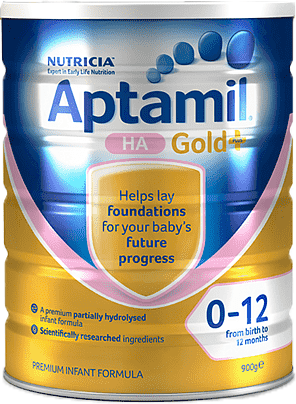 NUTRICIA
Expert in Early Life Nutrition
Aptamil
HA Gold+
Helps lay
foundations
for your baby's
future
progress
A premium partially hydrolysed
infant formula
Scientifically researched ingredients
0-12
from birth to
12 months
PREMIUM INFANT FORMULA
900g e